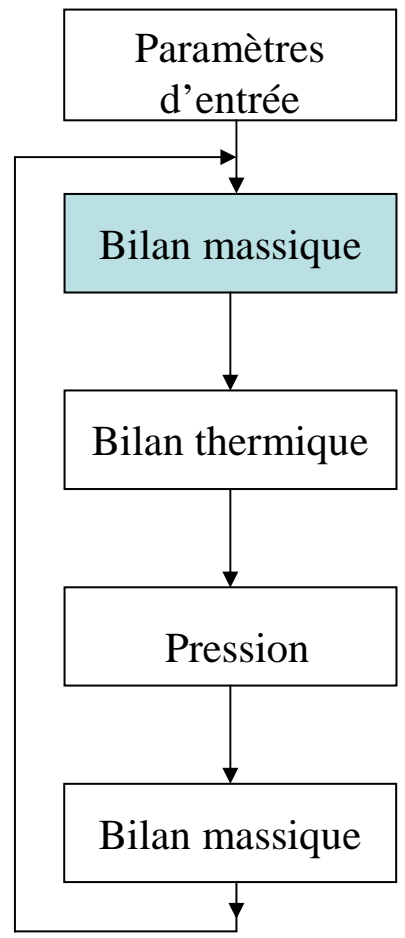 Paramètres
d’entrée
Bilan massique
Bilan thermique
Pression
Bilan massique